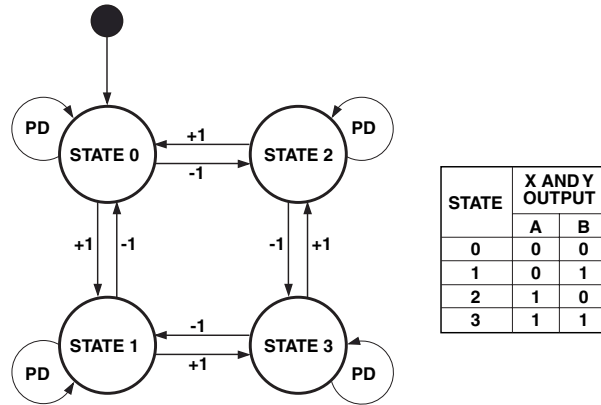 PD
STATE 0
+1
-1
STATE 2
PD
+1
-1
-1
+1
PD
STATE 1
-1
+1
STATE 3
PD
STATE
X AND Y
OUTPUT
A B
0 0 0
1 0 1
2 1 0
3 1 1